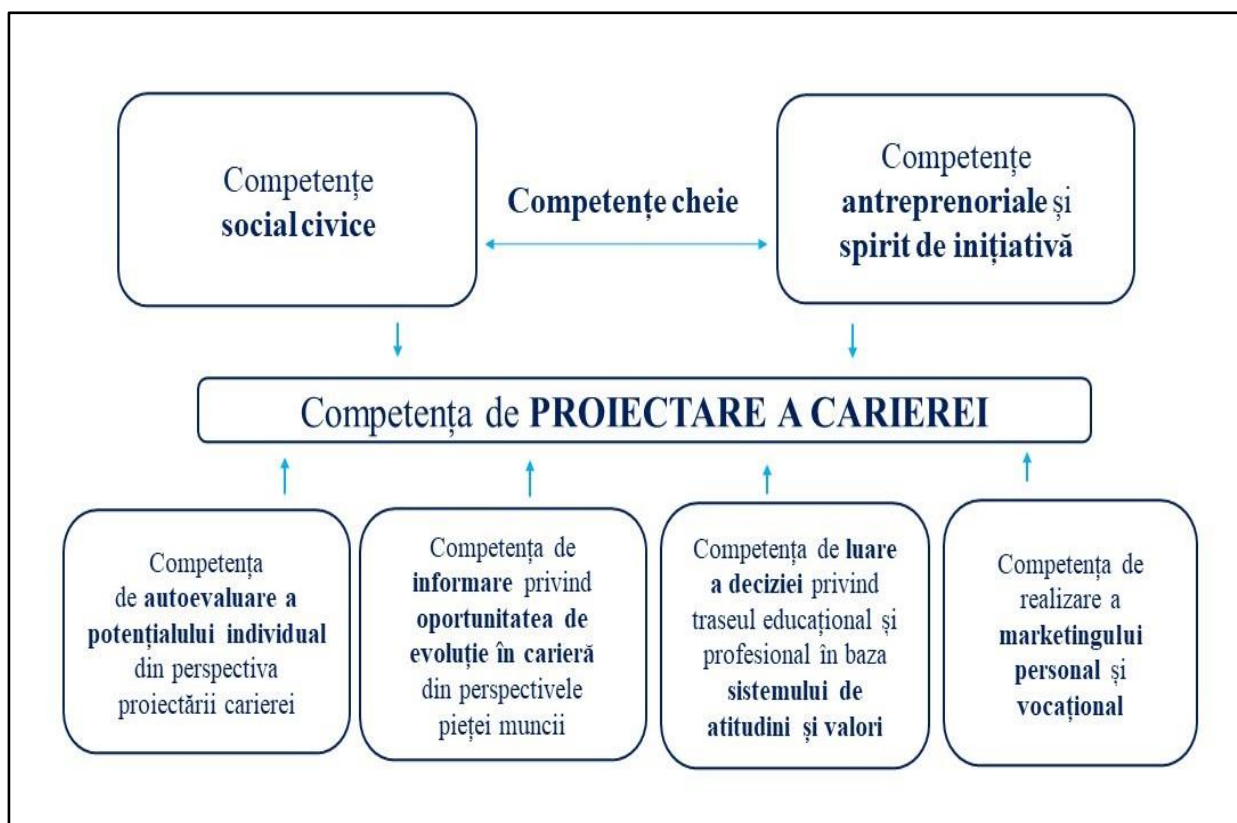 Competențe
social civice
Competențe cheie
Competențe
antreprenoriale și
spirit de inițiativă
Competența de PROIECTARE A CARIEREI
Competența
de autoevaluare a
potențialului individual
din perspectiva
proiectării carierei
Competența de
informare privind
oportunitatea de
evoluție în carieră
din perspectivele
pieței muncii
Competența de luare
a deciziei privind
traseul educațional și
profesional în baza
sistemului de
atitudini și valori
Competența de
realizare a
marketingului
personal și
vocațional